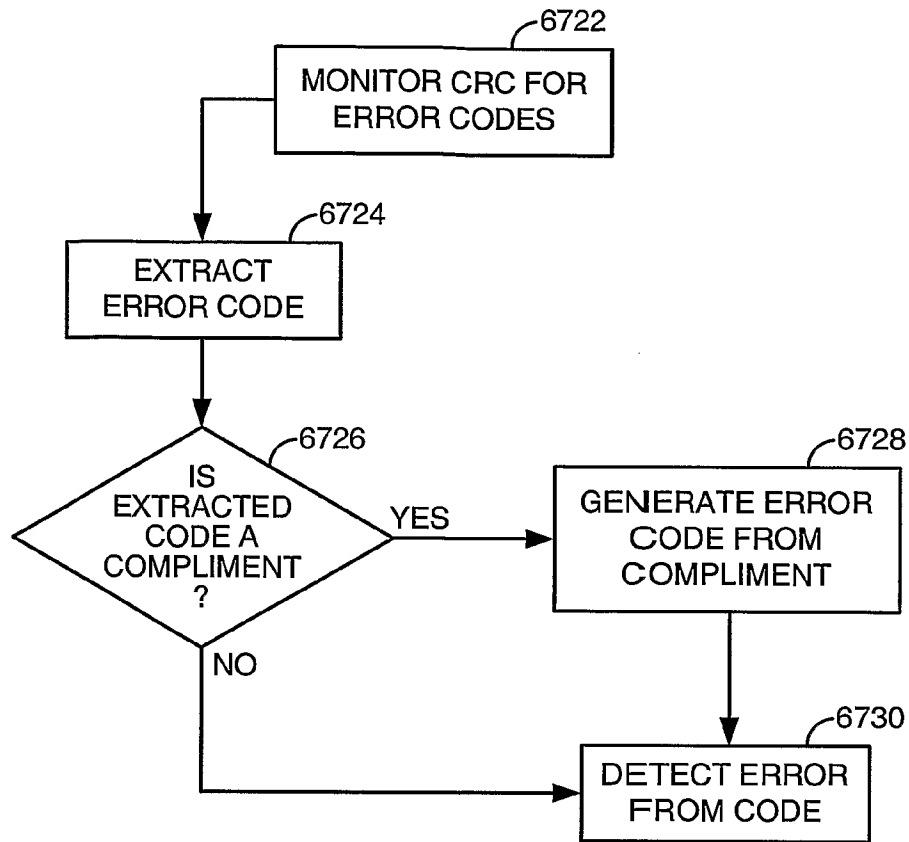 6722
MONITOR CRC FOR
ERROR CODES
6724
EXTRACT
ERROR CODE
6726
IS
EXTRACTED
CODE A
COMPLIMENT
?
YES
NO
6728
GENERATE ERROR
CODE FROM
COMPLIMENT
6730
DETECT ERROR
FROM CODE